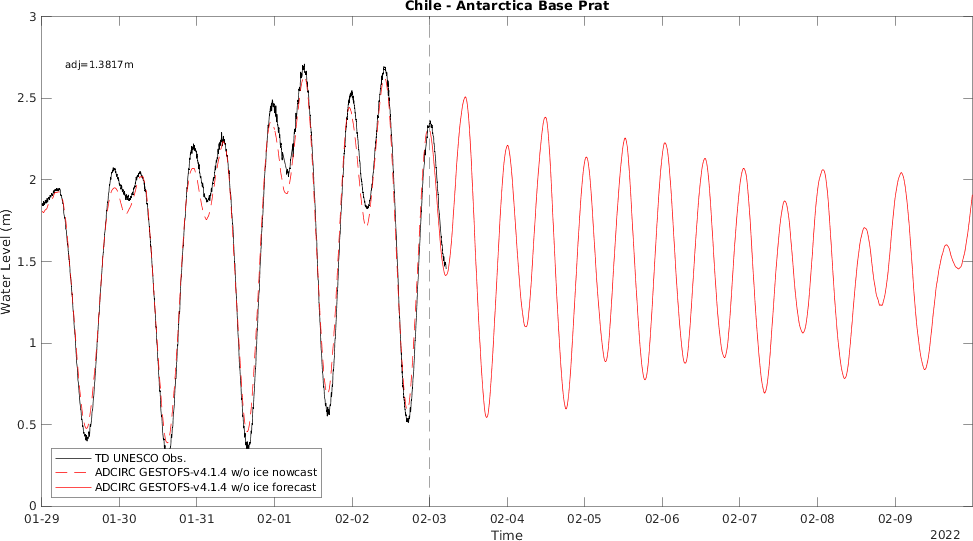 Chile - Antarctica Base Prat
3
adj=1.3817m
2.5
2
1.5
1
0.5
0
Water Level (m)
TD UNESCO Obs.
ADCIRC GESTOFS-v4.1.4 w/o ice nowcast
ADCIRC GESTOFS-v4.1.4 w/o ice forecast
01-29 01-30 01-31 02-01 02-02 02-03 02-04 02-05 02-06 02-07 02-08 02-09
Time
2022